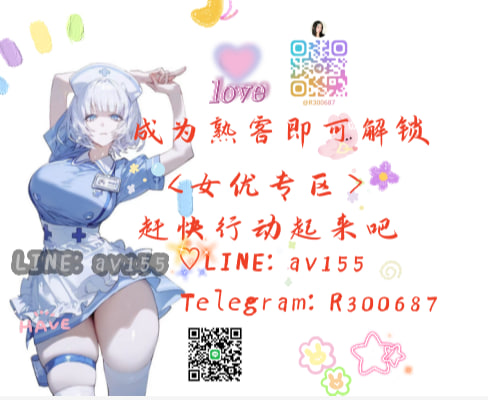 @R300687
love
成为熟客即可解锁
<女优专区>
赶快行动起来吧
LINE: av155
♡LINE: av155
Telegram: R300687
HAVE